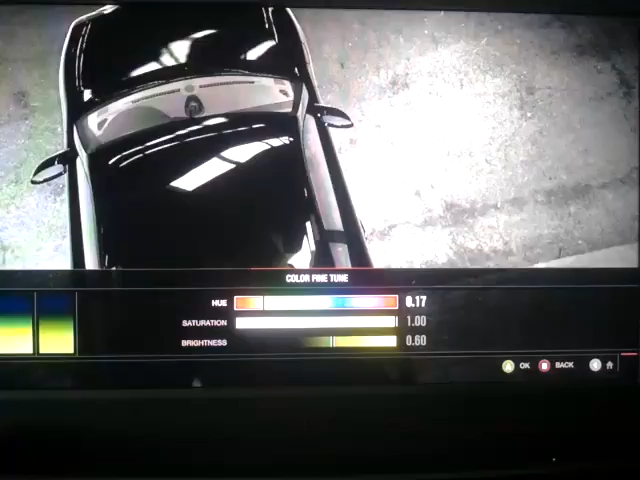 COLOR FINE TUNE
HUE 0.17
SATURATION 1.00
BRIGHTNESS 0.60
A OK B BACK